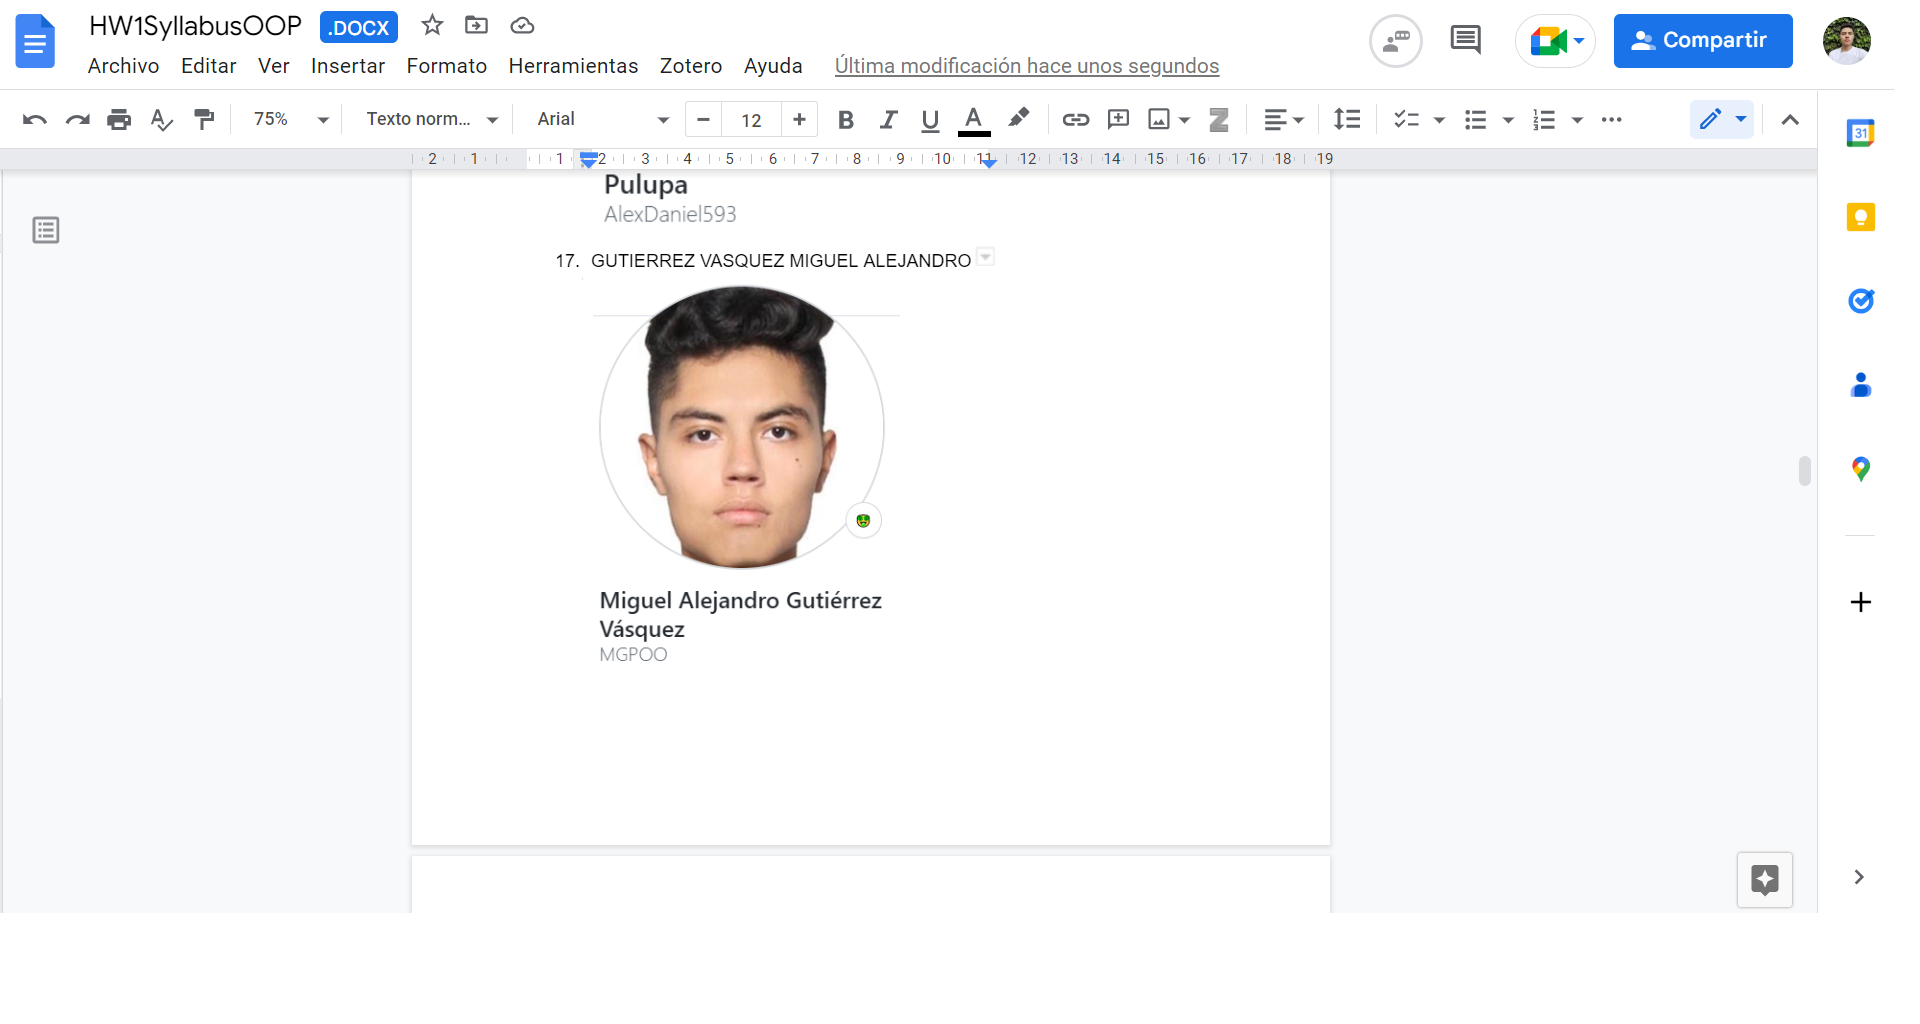 HW1SyllabusOOP .DOCX
Archivo Editar Ver Insertar Formato Herramientas Zotero Ayuda Última modificación hace unos segundos
Compartir
75% Texto norm... Arial 12
2 1 1 2 3 4 5 6 7 8 9 10 11 12 13 14 15 16 17 18 19
31
Pulupa
AlexDaniel593
17. GUTIERREZ VASQUEZ MIGUEL ALEJANDRO
Miguel Alejandro Gutiérrez
Vásquez
MGPOO